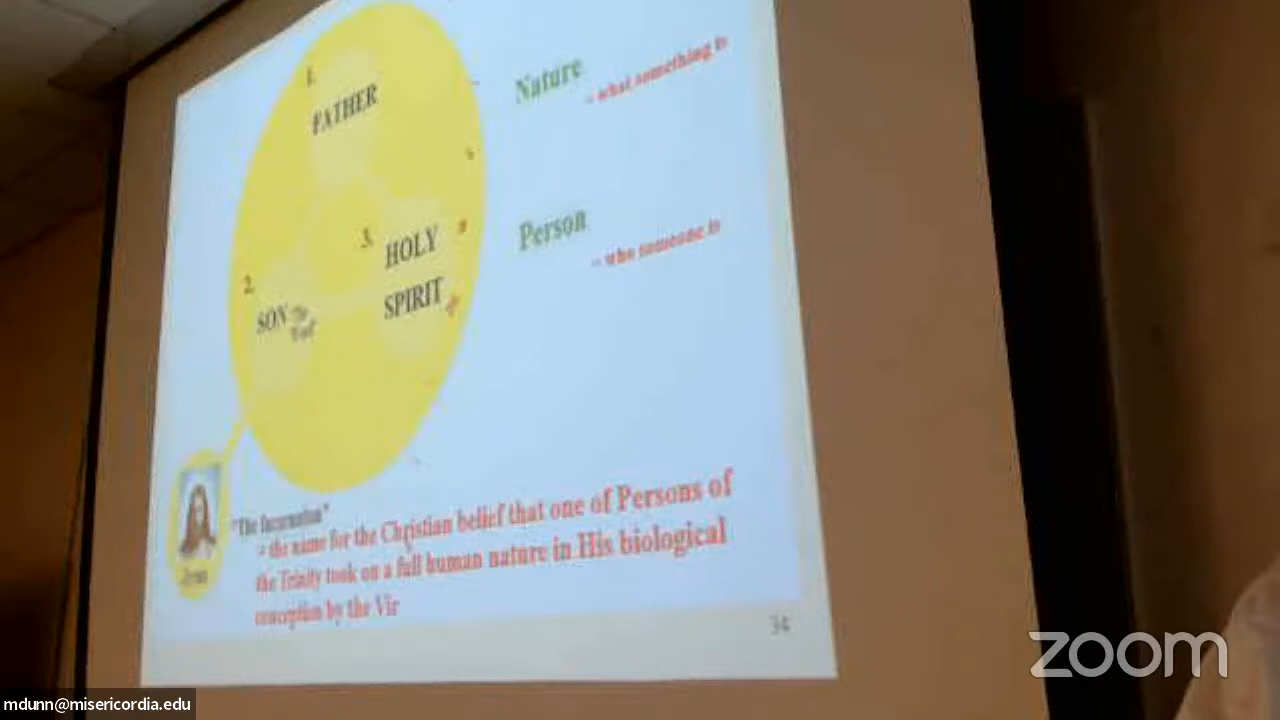 1.
FATHER
Nature
- what something is
3.
HOLY
SPIRIT
Person
- who someone is
2.
SON The
"The Incarnation"
= the name for the Christian belief that one of Persons of
the Trinity took on a full human nature in His biological
conception by the Vir
Jesus
34
zoom
mdunn@misericordia.edu